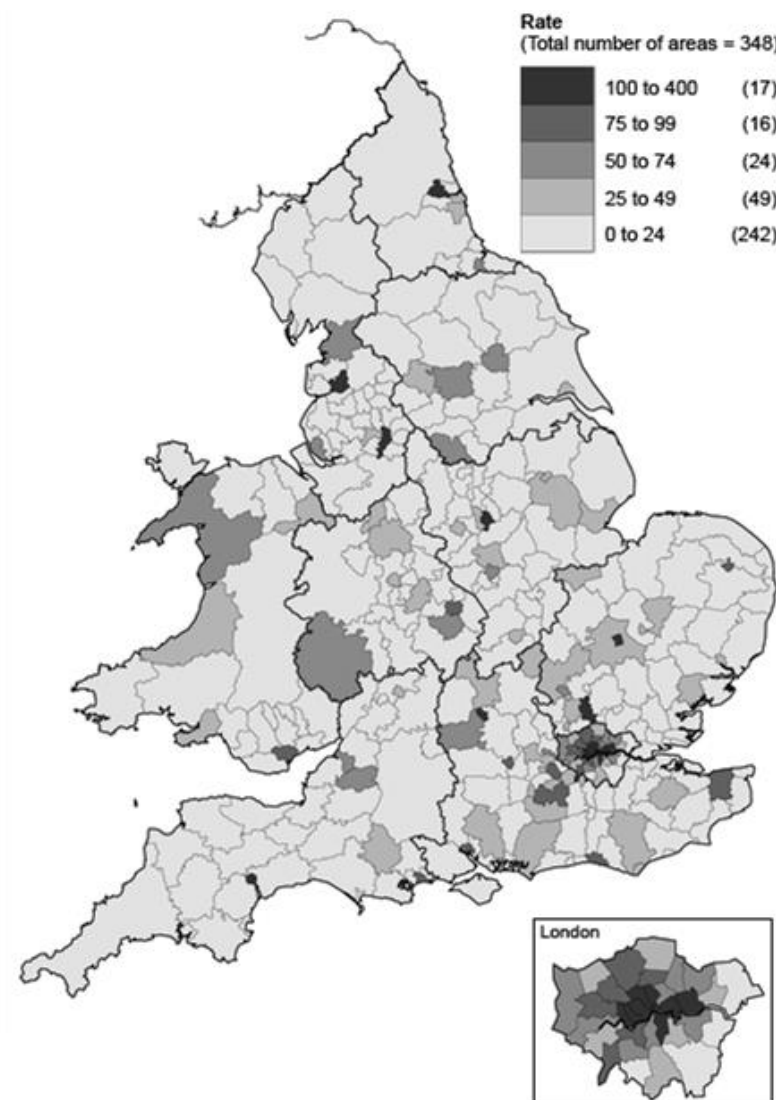 Rate
(Total number of areas = 348)
100 to 400 (17)
75 to 99 (16)
50 to 74 (24)
25 to 49 (49)
0 to 24 (242)
London